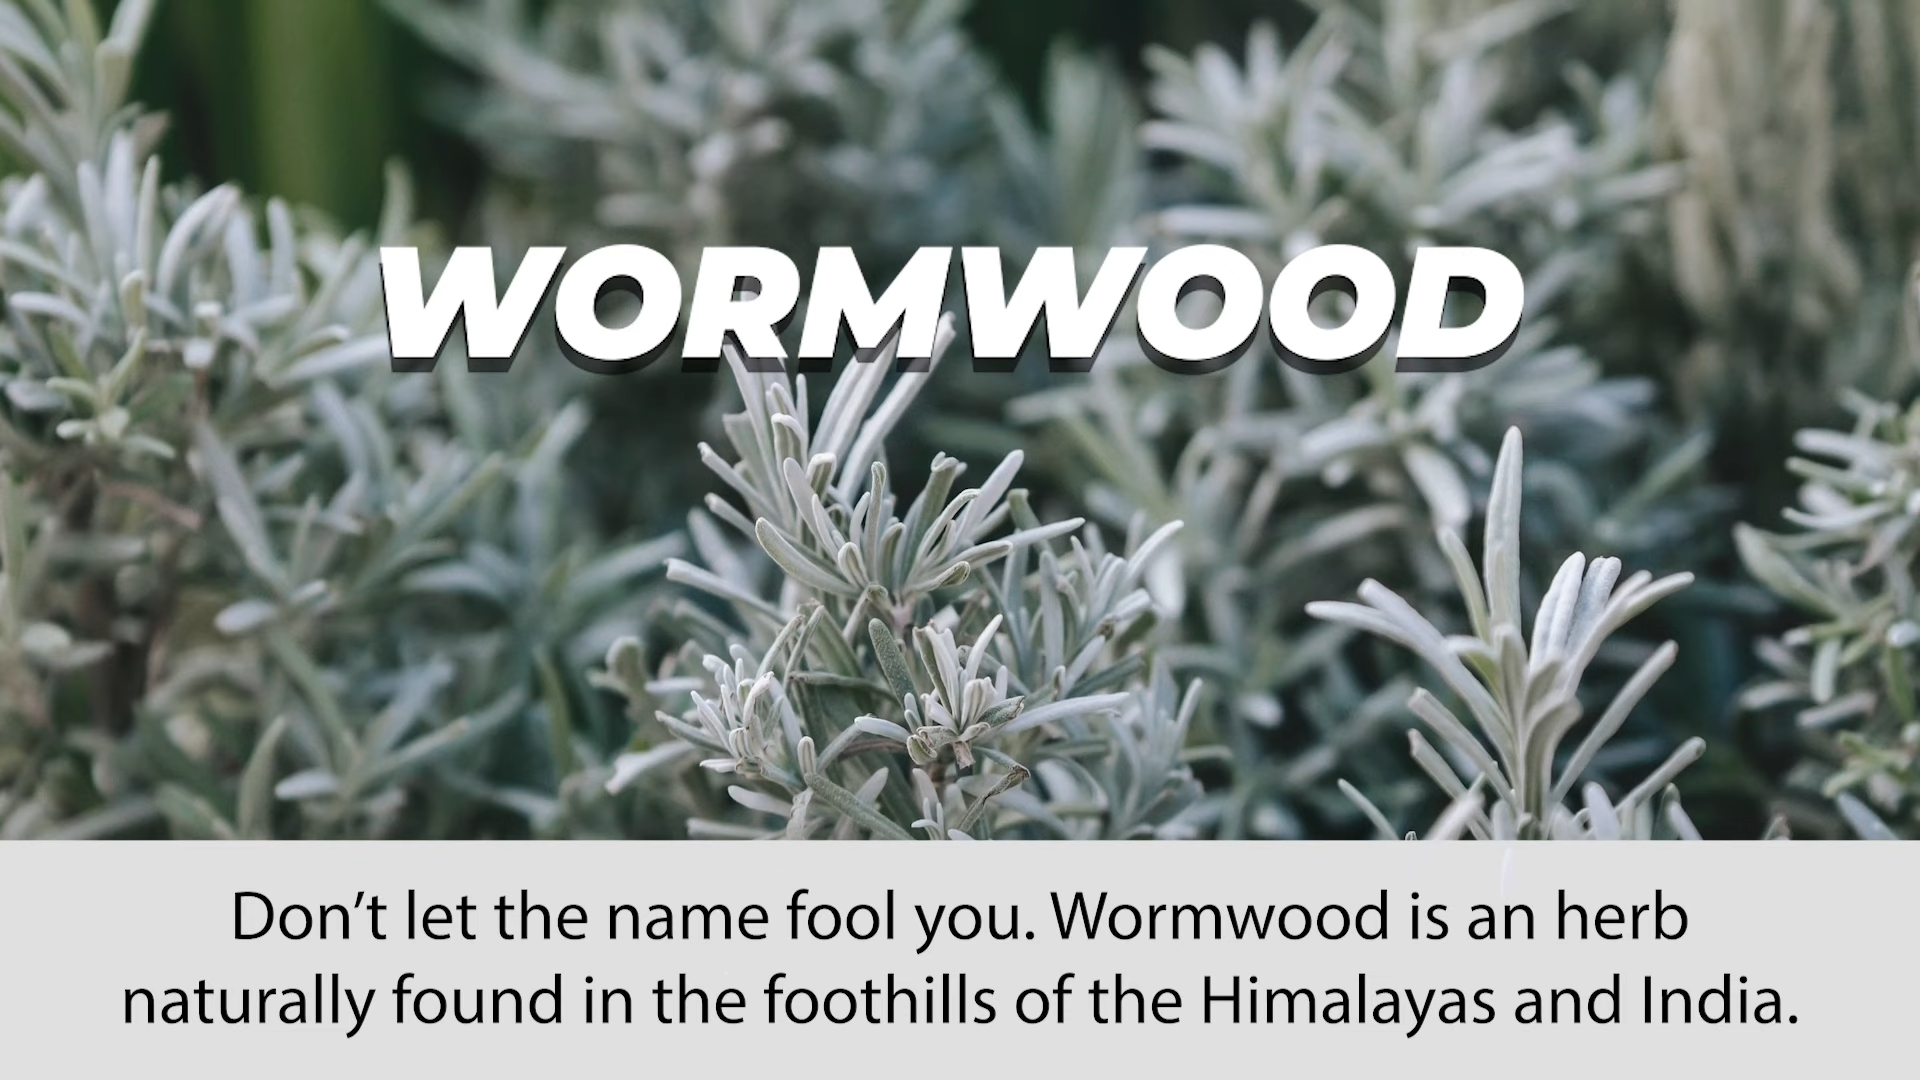 WORMWOOD
Don’t let the name fool you. Wormwood is an herb
naturally found in the foothills of the Himalayas and India.